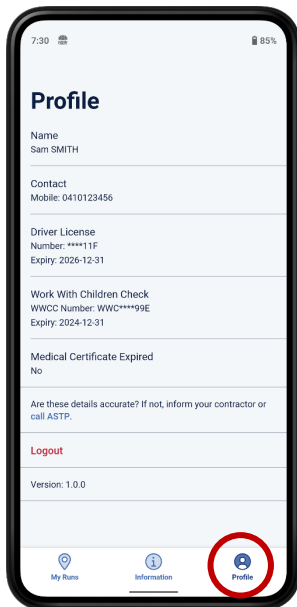 7:30 85%
Profile
Name
Sam SMITH
Contact
Mobile: 0410123456
Driver License
Number: ****11F
Expiry: 2026-12-31
Work With Children Check
WWCC Number: WWC****99E
Expiry: 2024-12-31
Medical Certificate Expired
No
Are these details accurate? If not, inform your contractor or
call ASTP.
Logout
Version: 1.0.0
My Runs Information Profile